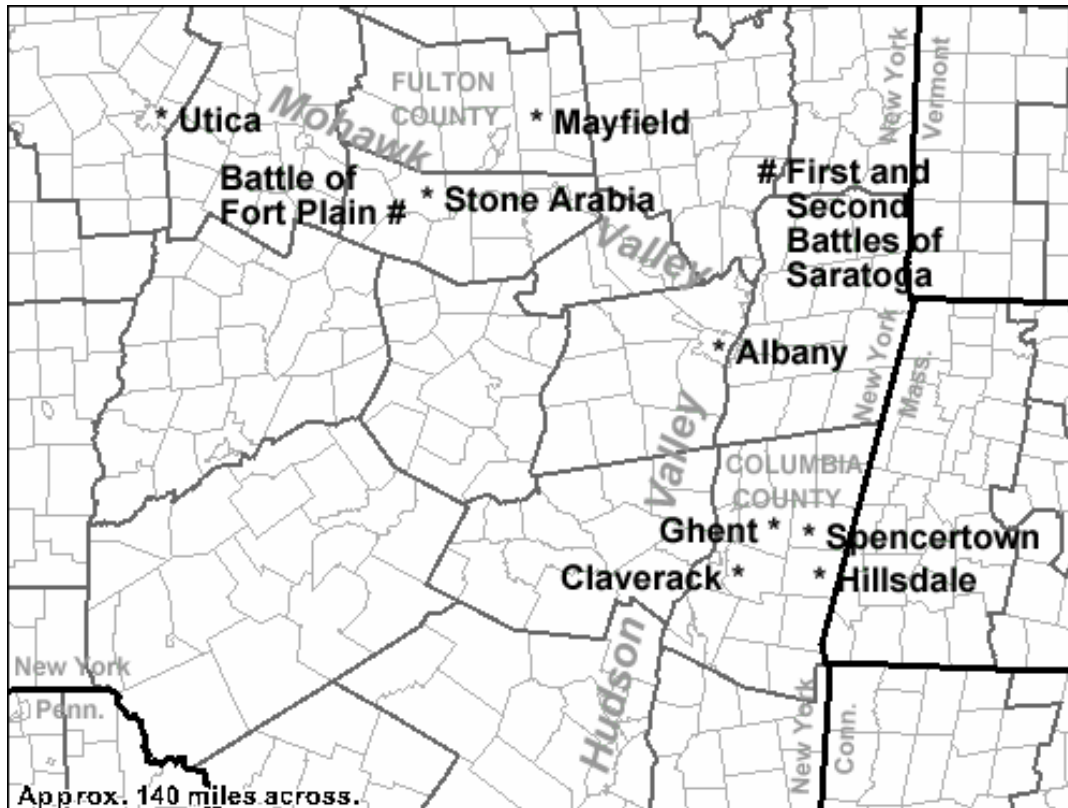 FULTON
COUNTY
New York
Vermont
Mohawk
* Utica
* Mayfield
Battle of
Fort Plain #
* Stone Arabia
# First and
Second
Battles of
Saratoga
Valley
* Albany
New York
Mass.
Valley
COLUMBIA
COUNTY
Ghent *
* Spencertown
Claverack *
* Hillsdale
Hudson
New York
Penn.
New York
Conn.
Approx. 140 miles across.